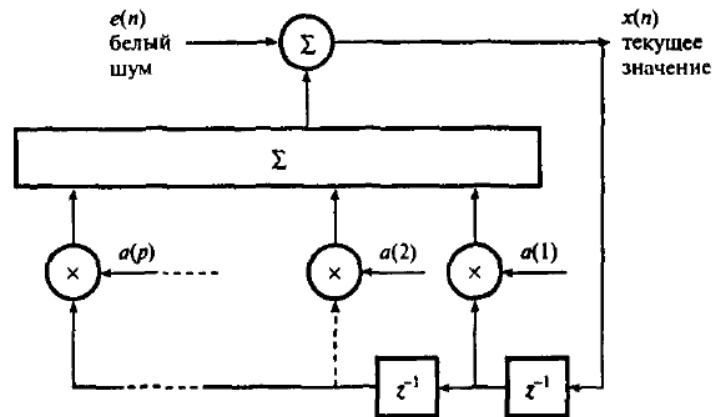 e(n)
белый
шум
Σ
x(n)
текущее
значение
Σ
×
a(p)
×
a(2)
×
a(1)
z⁻¹
z⁻¹